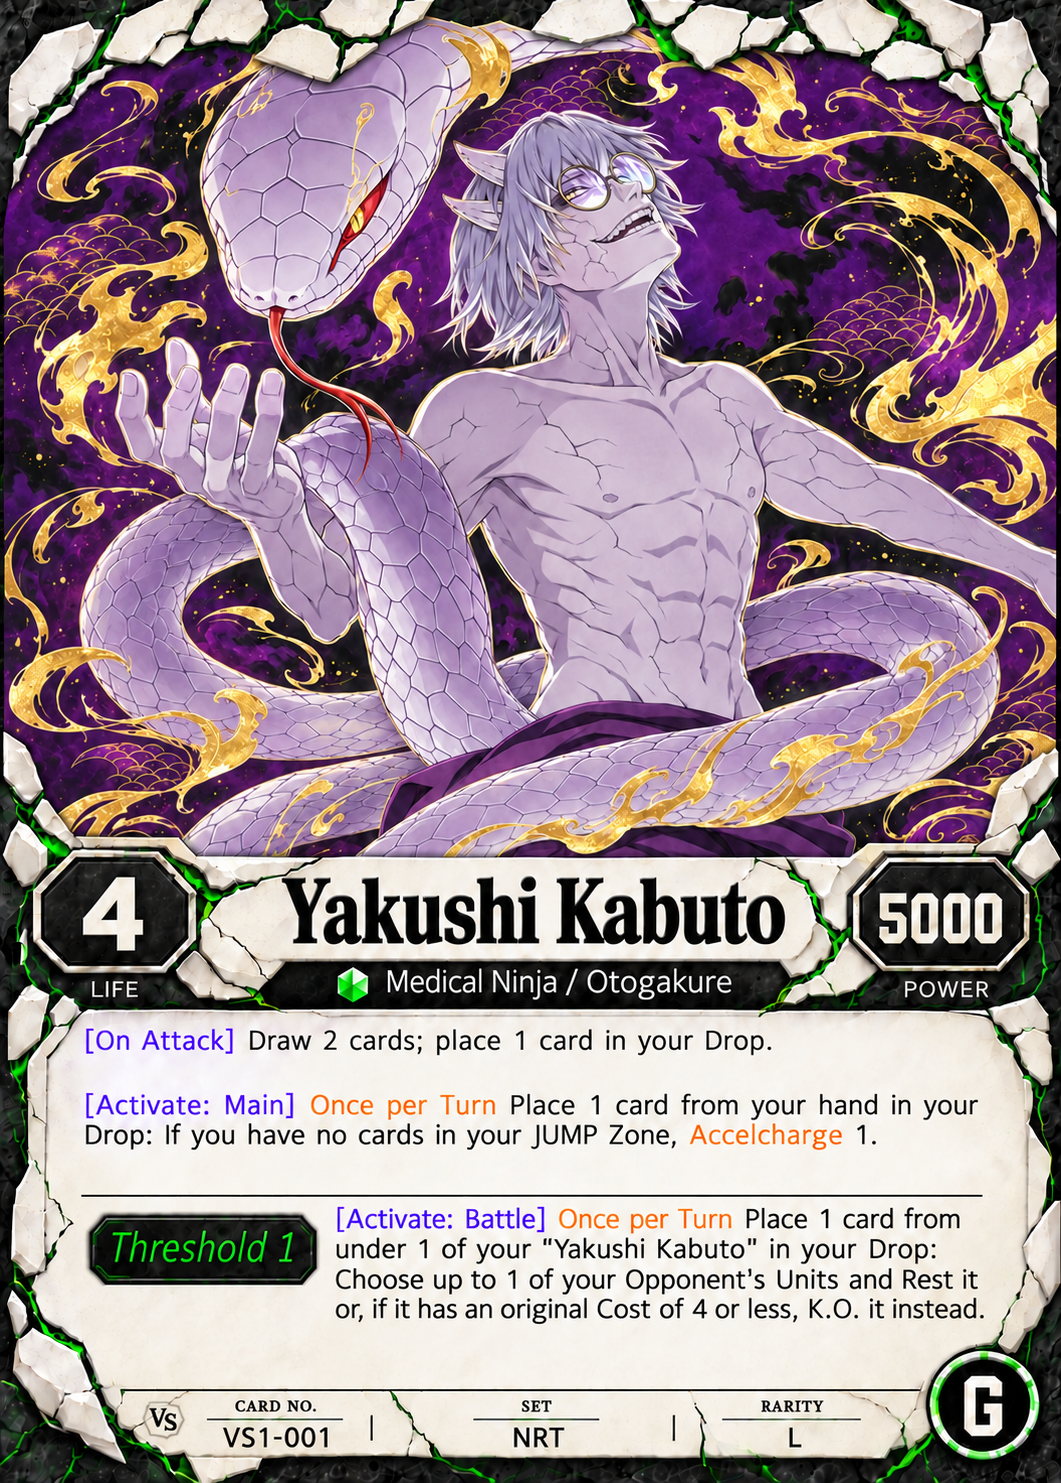 4
LIFE
Yakushi Kabuto
Medical Ninja / Otogakure
5000
POWER
[On Attack] Draw 2 cards; place 1 card in your Drop.
[Activate: Main] Once per Turn Place 1 card from your hand in your
Drop: If you have no cards in your JUMP Zone, Accelcharge 1.
Threshold 1
[Activate: Battle] Once per Turn Place 1 card from
under 1 of your "Yakushi Kabuto" in your Drop:
Choose up to 1 of your Opponent's Units and Rest it
or, if it has an original Cost of 4 or less, K.O. it instead.
VS
CARD NO.
VS1-001
SET
NRT
RARITY
L
G